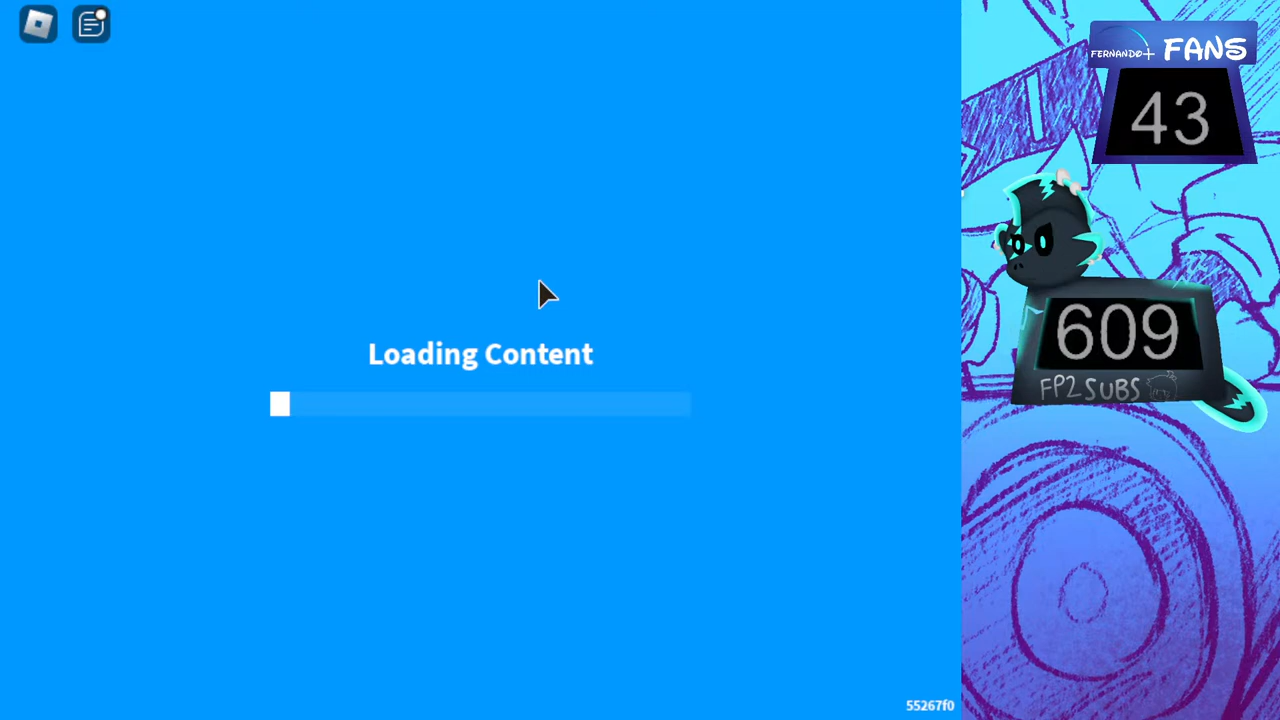 Loading Content
55267f0
FERNANDO+ FANS
43
609
FP2 SUBS